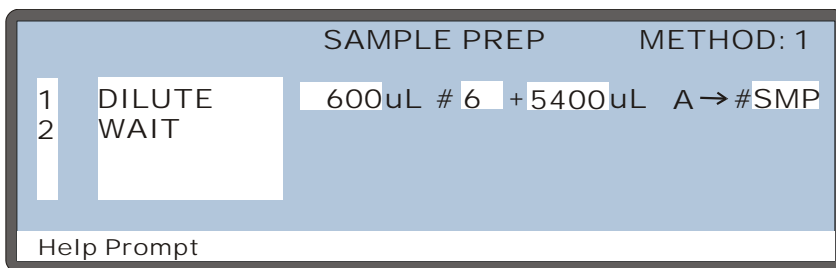 SAMPLE PREP METHOD: 1
1 DILUTE 600uL # 6 +5400uL A→#SMP
2 WAIT
Help Prompt